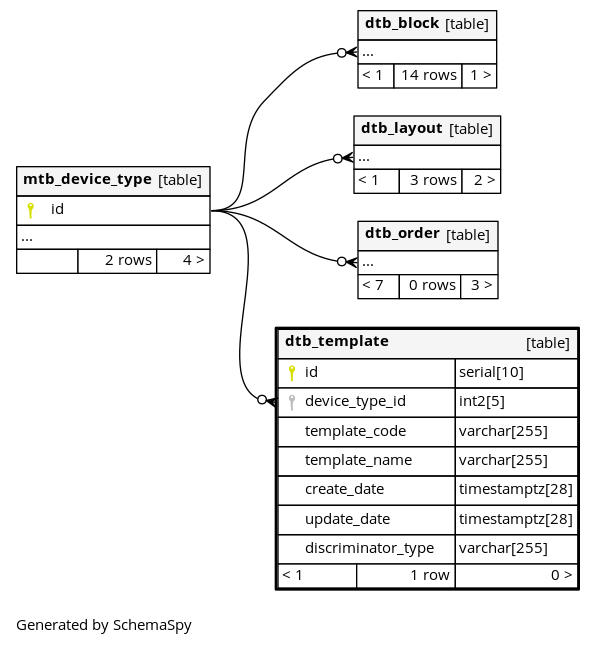 dtb_block [table]
...
< 1 14 rows 1 >
dtb_layout [table]
...
< 1 3 rows 2 >
mtb_device_type [table]
id
...
2 rows 4 >
dtb_order [table]
...
< 7 0 rows 3 >
dtb_template [table]
id serial[10]
device_type_id int2[5]
template_code varchar[255]
template_name varchar[255]
create_date timestamptz[28]
update_date timestamptz[28]
discriminator_type varchar[255]
< 1 1 row 0 >
Generated by SchemaSpy